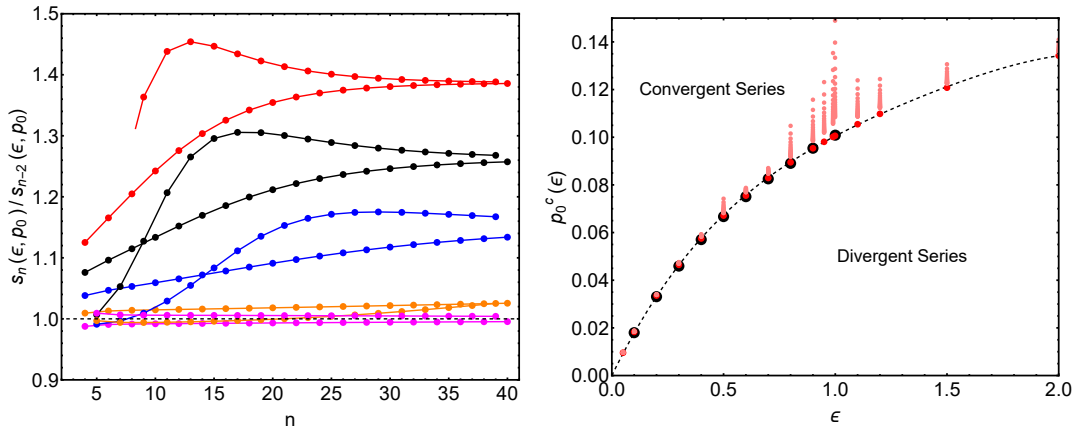 1.5
1.4
1.3
1.2
1.1
1.0
0.9
s_n(ϵ, p_0) / s_{n-2}(ϵ, p_0)
5 10 15 20 25 30 35 40
n
0.14
0.12
0.10
0.08
0.06
0.04
0.02
0.00
p_0^c(ϵ)
Convergent Series
Divergent Series
0.0 0.5 1.0 1.5 2.0
ϵ